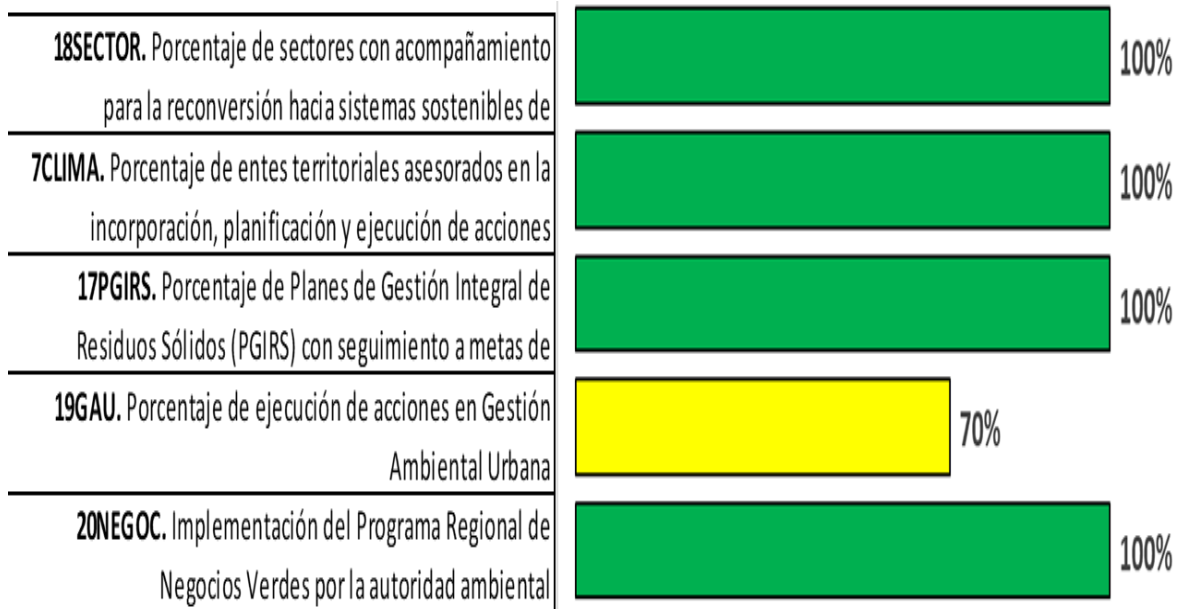 18SECTOR. Porcentaje de sectores con acompañamiento
para la reconversión hacia sistemas sostenibles de
100%
7CLIMA. Porcentaje de entes territoriales asesorados en la
incorporación, planificación y ejecución de acciones
100%
17PGIRS. Porcentaje de Planes de Gestión Integral de
Residuos Sólidos (PGIRS) con seguimiento a metas de
100%
19GAU. Porcentaje de ejecución de acciones en Gestión
Ambiental Urbana
70%
20NEGOC. Implementación del Programa Regional de
Negocios Verdes por la autoridad ambiental
100%